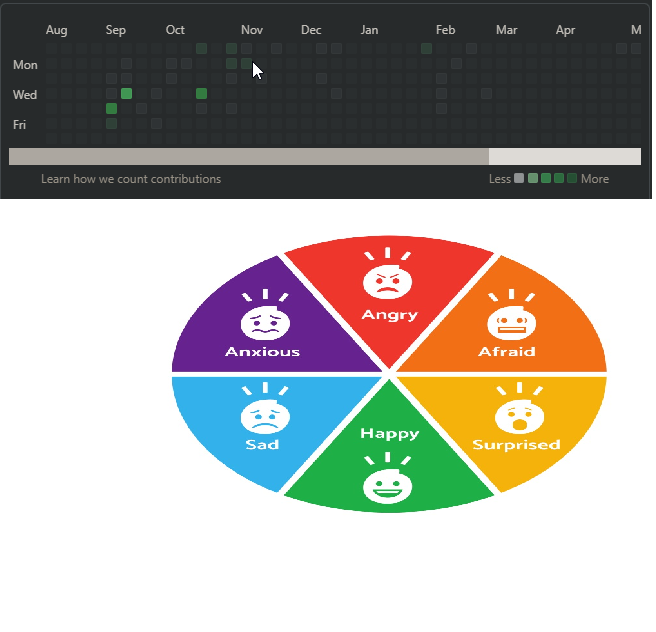 Aug Sep Oct Nov Dec Jan Feb Mar Apr M
Mon
Wed
Fri
Learn how we count contributions Less More
Angry
Anxious Afraid
Sad Happy Surprised